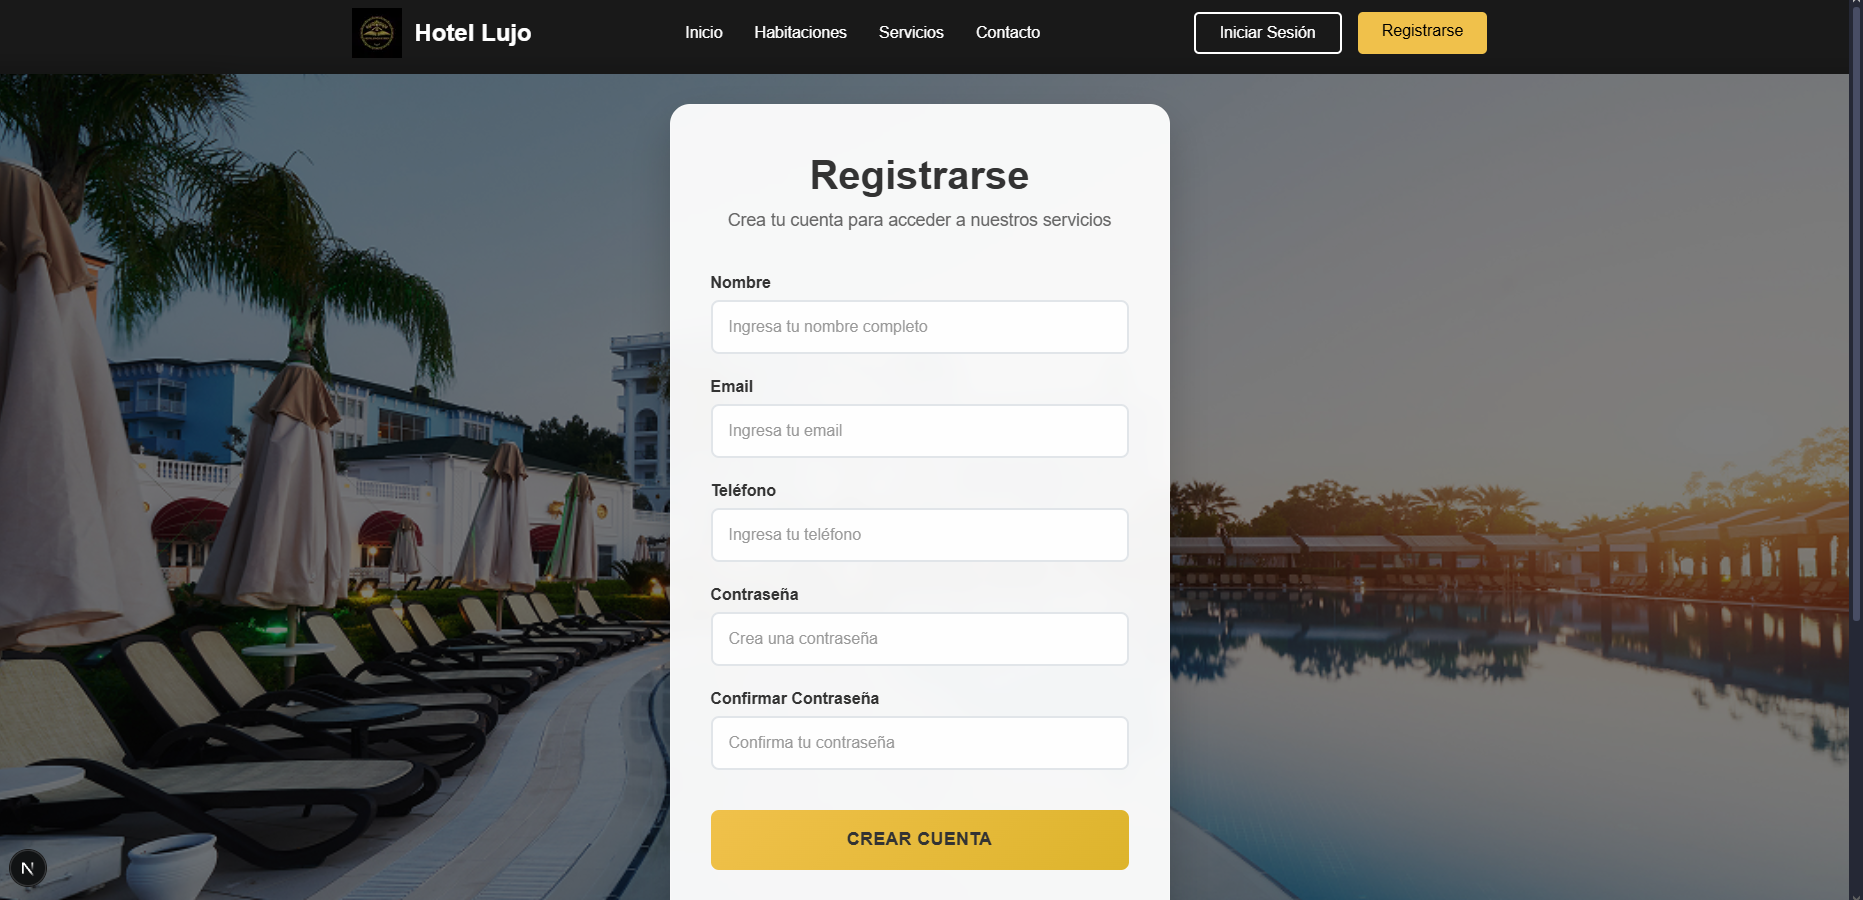 Hotel Lujo
Inicio
Habitaciones
Servicios
Contacto
Iniciar Sesión
Registrarse
Registrarse
Crea tu cuenta para acceder a nuestros servicios
Nombre
Ingresa tu nombre completo
Email
Ingresa tu email
Teléfono
Ingresa tu teléfono
Contraseña
Crea una contraseña
Confirmar Contraseña
Confirma tu contraseña
CREAR CUENTA
N